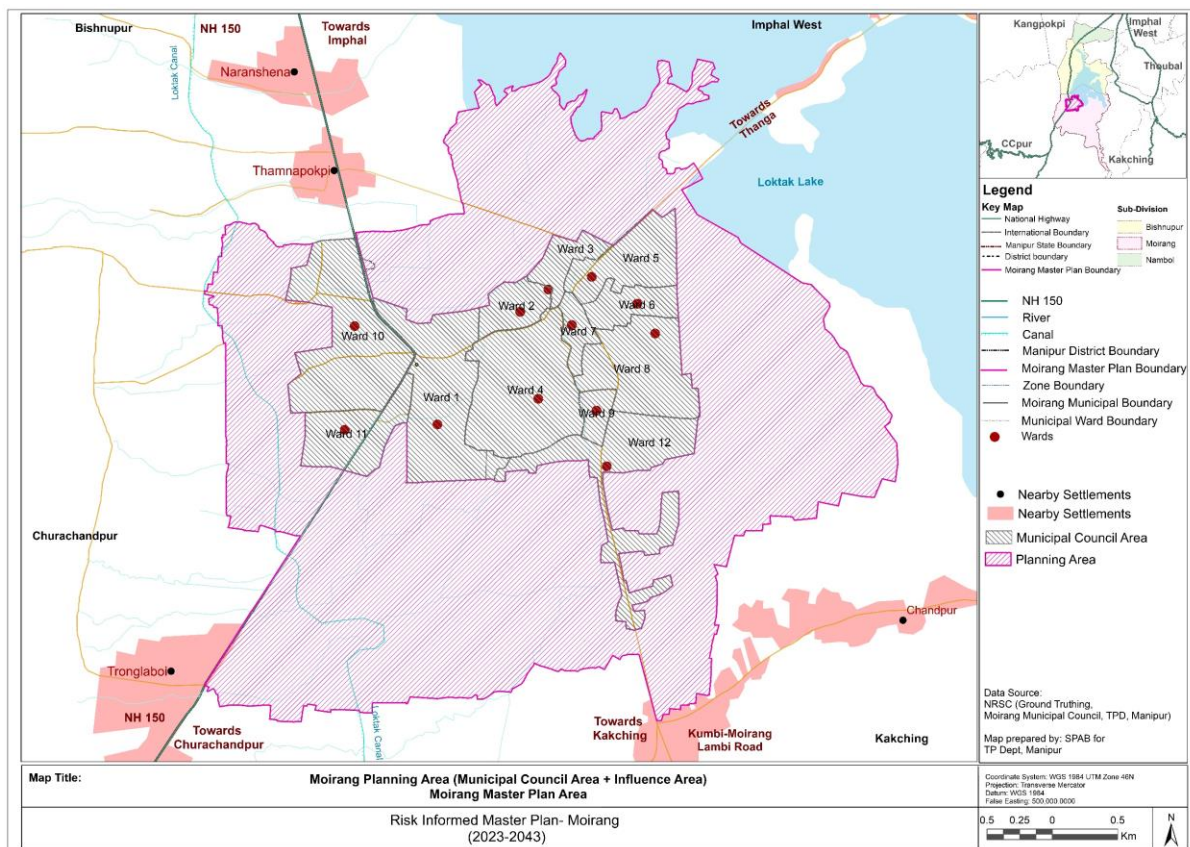 Bishnupur
NH 150
Towards
Imphal
Imphal West
Naranshena
Loktak Canal
Thamnapokpi
Towards
Thanga
Loktak Lake
Ward 3
Ward 5
Ward 2
Ward 6
Ward 10
Ward 7
Ward 8
Ward 4
Ward 1
Ward 9
Ward 11
Ward 12
Churachandpur
Chandpur
Tronglaobi
NH 150
Towards
Churachandpur
Loktak Canal
Towards
Kakching
Kumbi-Moirang
Lambi Road
Kakching
Kangpokpi
Imphal
West
Thoubal
CCpur
Kakching
Legend
Key Map
National Highway
International Boundary
Manipur State Boundary
District boundary
Moirang Master Plan Boundary
Sub-Division
Bishnupur
Moirang
Nambol
NH 150
River
Canal
Manipur District Boundary
Moirang Master Plan Boundary
Zone Boundary
Moirang Municipal Boundary
Municipal Ward Boundary
Wards
Nearby Settlements
Nearby Settlements
Municipal Council Area
Planning Area
Data Source:
NRSC (Ground Truthing,
Moirang Municipal Council, TPD, Manipur)
Map prepared by: SPAB for
TP Dept, Manipur
Map Title:
Moirang Planning Area (Municipal Council Area + Influence Area)
Moirang Master Plan Area
Risk Informed Master Plan- Moirang
(2023-2043)
Coordinate System: WGS 1984 UTM Zone 46N
Projection: Transverse Mercator
Datum: WGS 1984
False Easting: 500,000.0000
0.5 0.25 0 0.5
Km
N